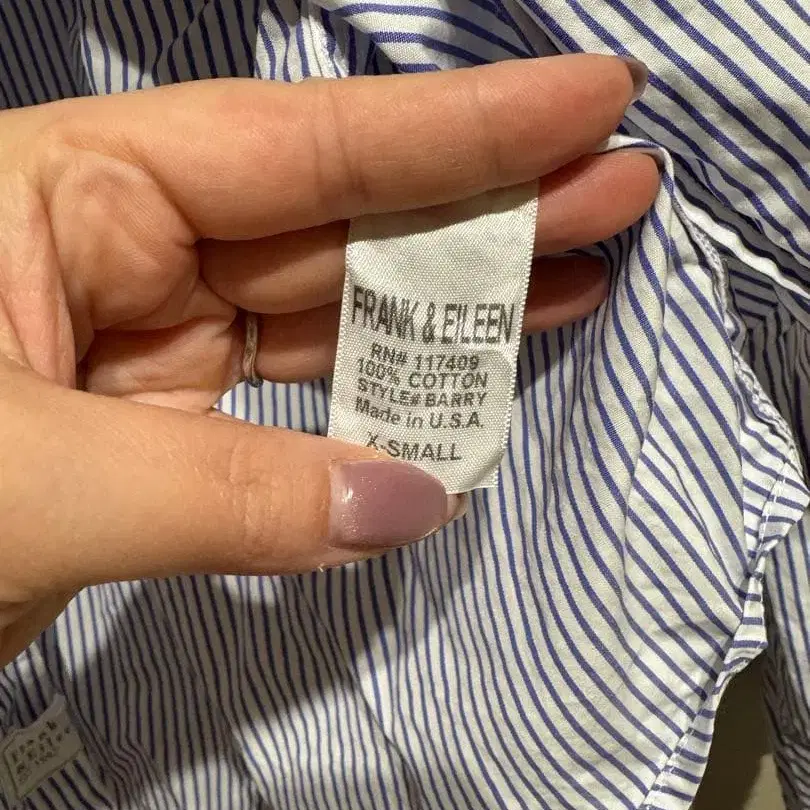 FRANK & EILEEN
RN# 117409
100% COTTON
STYLE# BARRY
Made in U.S.A.
X-SMALL